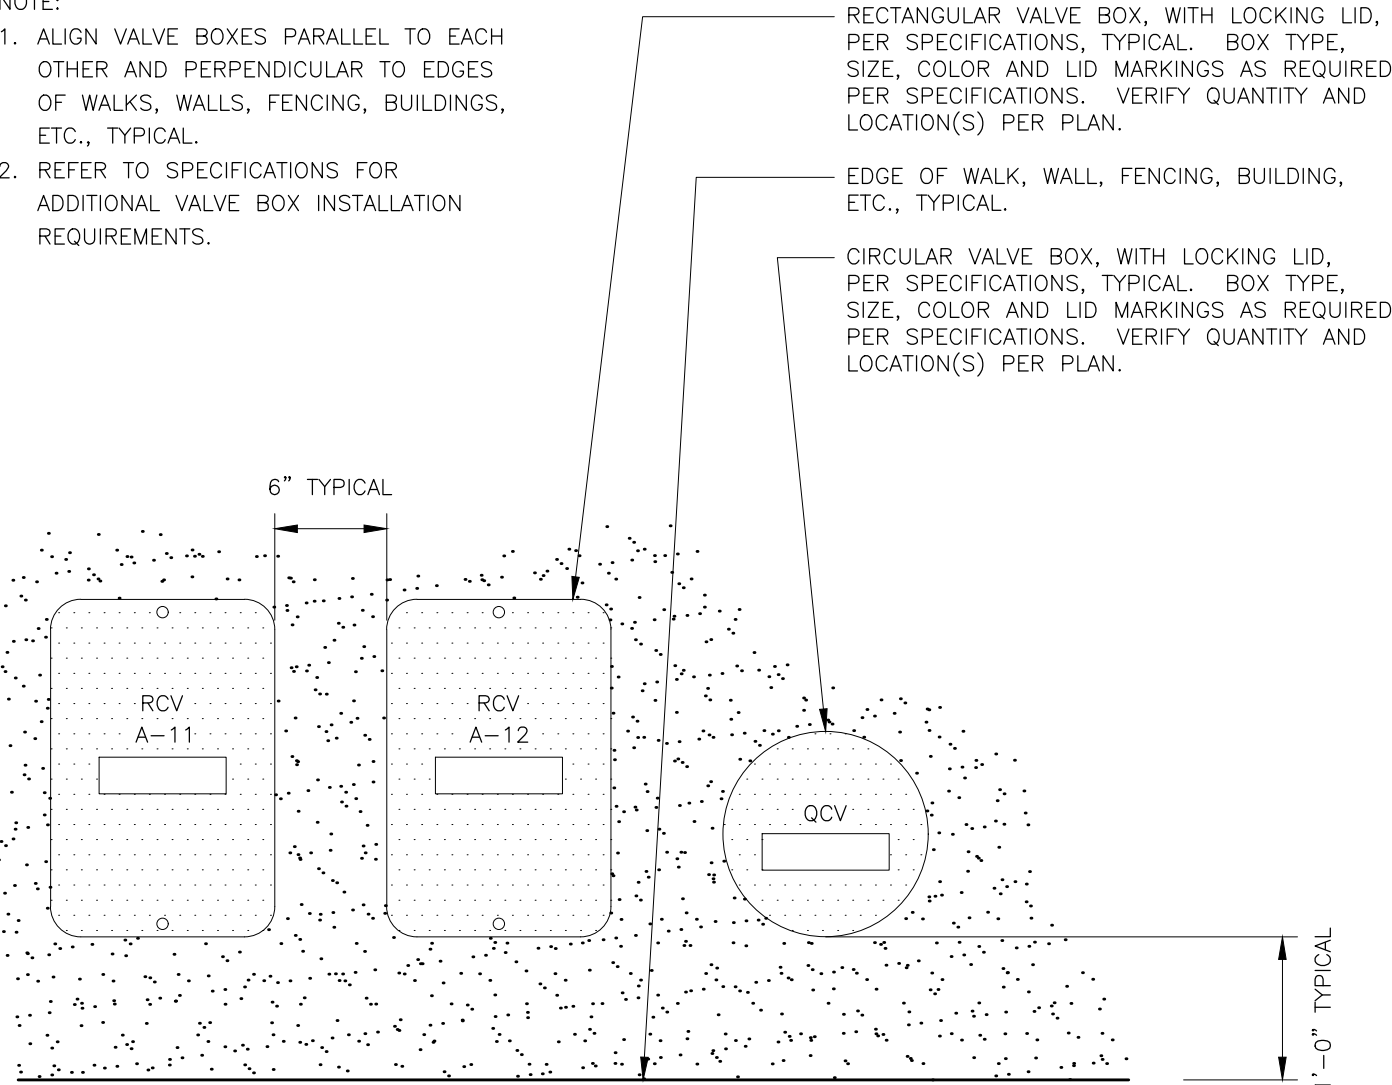 NOTE:
1. ALIGN VALVE BOXES PARALLEL TO EACH
OTHER AND PERPENDICULAR TO EDGES
OF WALKS, WALLS, FENCING, BUILDINGS,
ETC., TYPICAL.
2. REFER TO SPECIFICATIONS FOR
ADDITIONAL VALVE BOX INSTALLATION
REQUIREMENTS.
RECTANGULAR VALVE BOX, WITH LOCKING LID,
PER SPECIFICATIONS, TYPICAL. BOX TYPE,
SIZE, COLOR AND LID MARKINGS AS REQUIRED
PER SPECIFICATIONS. VERIFY QUANTITY AND
LOCATION(S) PER PLAN.
EDGE OF WALK, WALL, FENCING, BUILDING,
ETC., TYPICAL.
CIRCULAR VALVE BOX, WITH LOCKING LID,
PER SPECIFICATIONS, TYPICAL. BOX TYPE,
SIZE, COLOR AND LID MARKINGS AS REQUIRED
PER SPECIFICATIONS. VERIFY QUANTITY AND
LOCATION(S) PER PLAN.
6" TYPICAL
RCV
A-11
RCV
A-12
QCV
'-0" TYPICAL